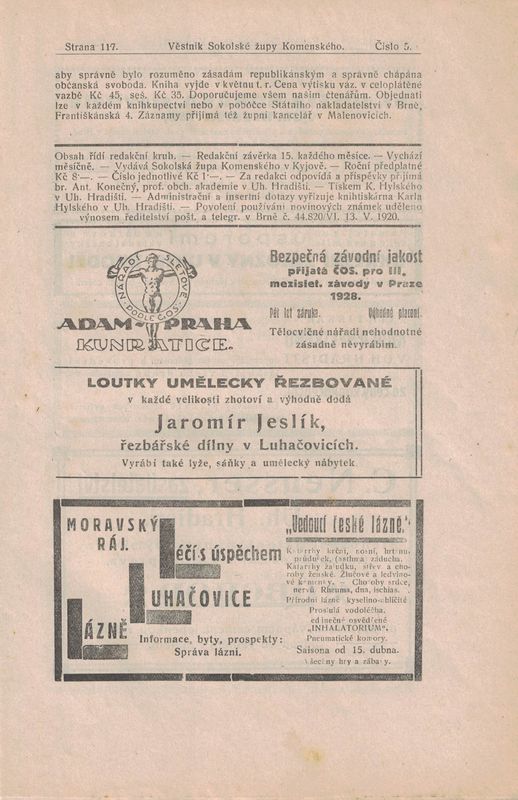 Strana 117. Věstník Sokolské župy Komenského. Číslo 5.
aby správně bylo rozuměno zásadám republikánským a správně chápána
občanská svoboda. Kniha vyjde v květnu t. r. Cena výtisku váz. v celoplátěné
vazbě Kč 45, seš. Kč 35. Doporučujeme všem našim čtenářům. Objednati
lze v každém knihkupectví nebo v pobočce Státního nakladatelství v Brně,
Františkánská 4. Záznamy přijímá též župní kancelář v Malenovicích.
Obsah řídí redakční kruh. — Redakční závěrka 15. každého měsíce. — Vychází
měsíčně. — Vydává Sokolská župa Komenského v Kyjově. — Roční předplatné
Kč 8·—. — Číslo jednotlivé Kč 1·—. — Za redakci odpovídá a příspěvky přijímá
br. Ant. Konečný, prof. obch. akademie v Uh. Hradišti. — Tiskem K. Hylského
v Uh. Hradišti. — Administrační a insertní dotazy vyřizuje knihtiskárna Karla
Hylského v Uh. Hradišti. — Povolení používání novinových známek uděleno
výnosem ředitelství pošt a telegr. v Brně č. 44.820/VI. 13. V. 1920.
NÁŘADÍ SLETOVÉ
PODLE ČOS.
ADAM-PRAHA
KUNRATICE.
Bezpečná závodní jakost
přijatá ČOS. pro III.
mezislet. závody v Praze
1928.
Pět let záruka. Výhodné placení.
Tělocvičné nářadí nehodnotné
zásadně nevyrábím.
LOUTKY UMĚLECKY ŘEZBOVANÉ
v každé velikosti zhotoví a výhodně dodá
Jaromír Jeslík,
řezbářské dílny v Luhačovicích.
Vyrábí také lyže, sáňky a umělecký nábytek
MORAVSKÝ
RÁJ.
LÉČÍ S ÚSPĚCHEM
LUHAČOVICE
LÁZNĚ
Informace, byty, prospekty:
Správa lázní.
„Vedoucí české lázně."
Katarrhy krční, nosní, hrtanu,
průdušek, (asthma záducha.
Katarrhy žaludku, střev a cho-
roby ženské. Žlučové a ledvino-
vé kameny. — Choroby srdce,
nervů. Rheuma, dna, ischias.
Přírodní lázně kyselino-uhličité
Proslulá vodoléčba.
jedinečně osvědčené
„INHALATORIUM".
Pneumatické komory.
Saisona od 15. dubna.
Všechny hry a zábavy.